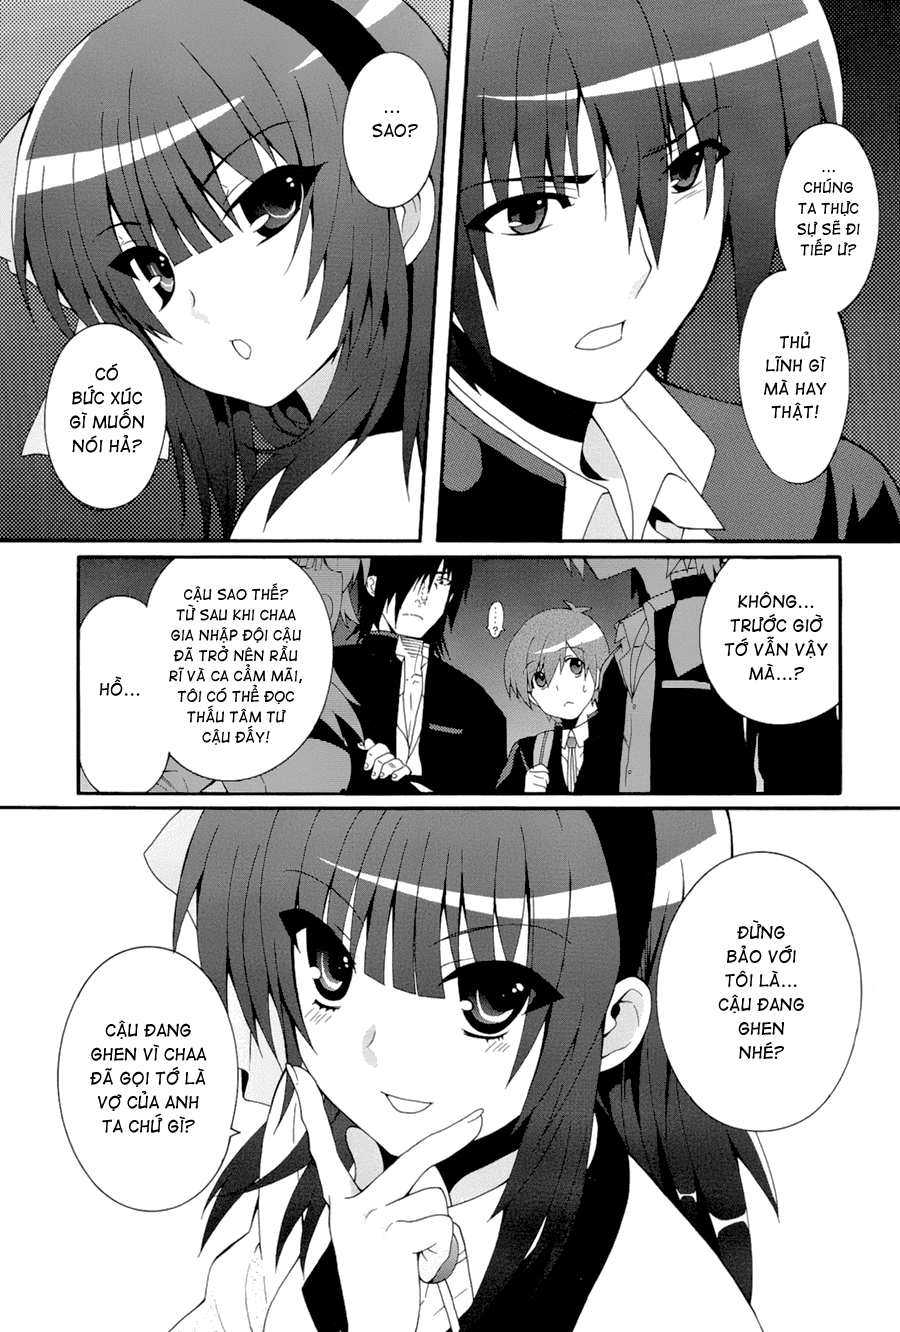 ...
CHÚNG
TA THỰC
SỰ SẼ ĐI
TIẾP Ư?
THỦ
LĨNH GÌ
MÀ HAY
THẬT!
...
SAO?
CÓ
BỨC XÚC
GÌ MUỐN
NÓI HẢ?
KHÔNG...
TRƯỚC GIỜ
TỚ VẪN VẬY
MÀ...?
...?
CẬU SAO THẾ?
TỪ SAU KHI CHAA
GIA NHẬP ĐỘI CẬU
ĐÃ TRỞ NÊN RẦU
RĨ VÀ CA CẨM MÃI,
TÔI CÓ THỂ ĐỌC
THẤU TÂM TƯ
CẬU ĐẤY!
HỒ...
ĐỪNG
BẢO VỚI
TÔI LÀ...
CẬU ĐANG
GHEN
NHÉ?
CẬU ĐANG
GHEN VÌ CHAA
ĐÃ GỌI TỚ LÀ
VỢ CỦA ANH
TA CHỨ GÌ?